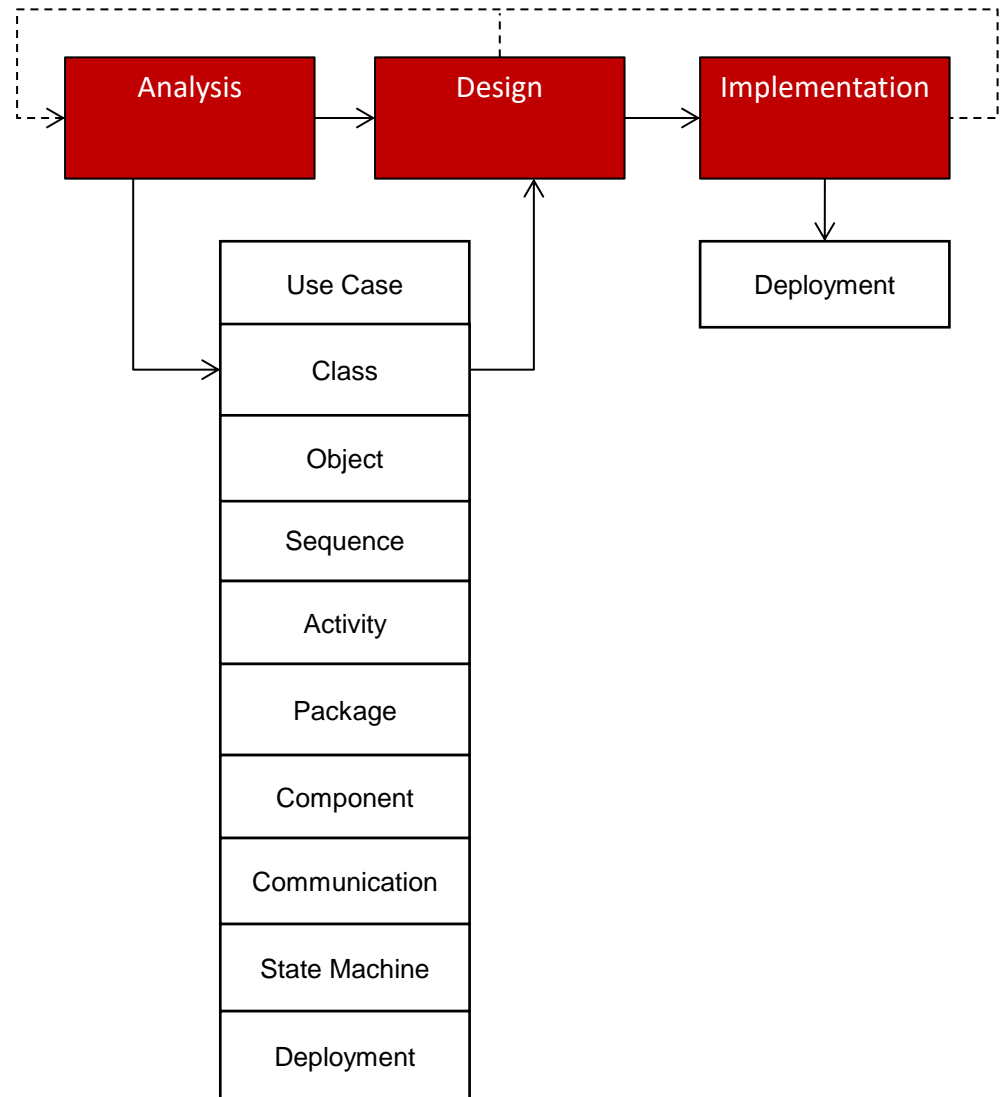 Analysis
Design
Implementation
Use Case
Deployment
Class
Object
Sequence
Activity
Package
Component
Communication
State Machine
Deployment